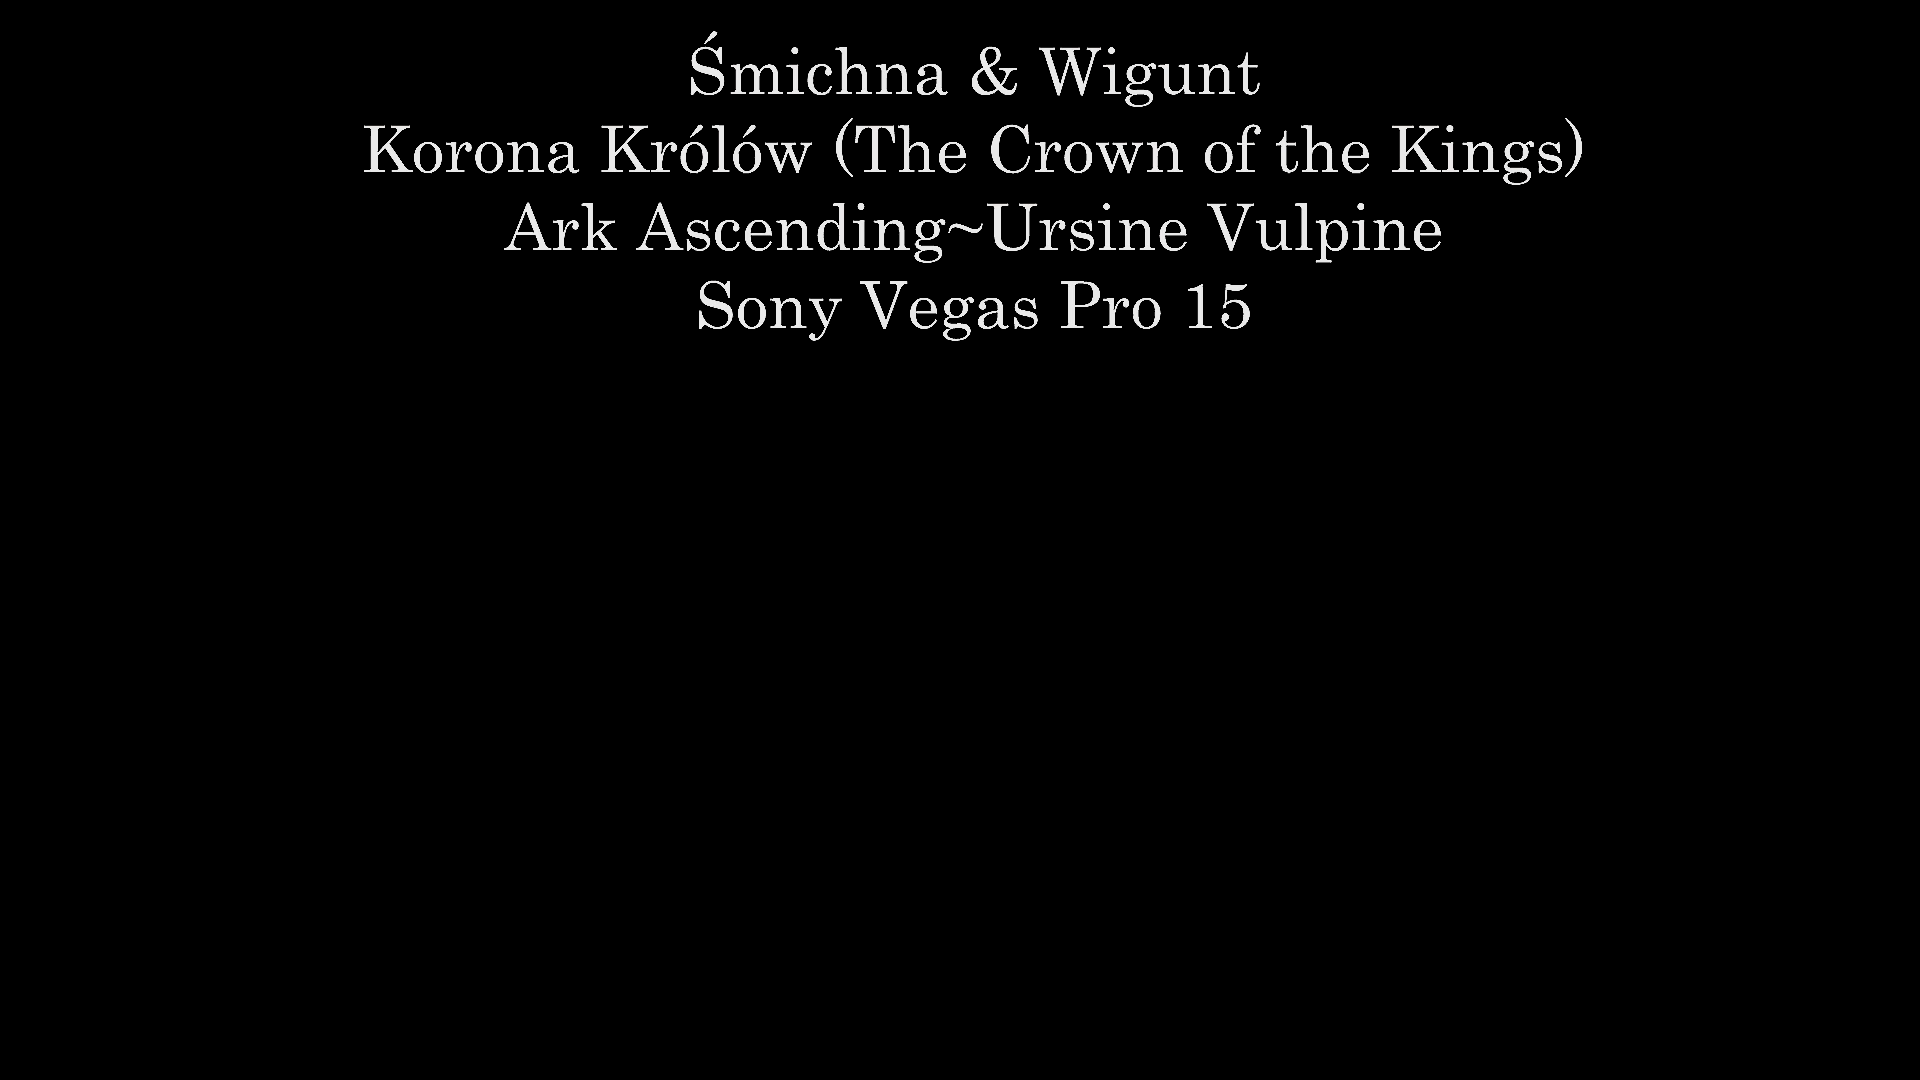 Śmichna & Wigunt
Korona Królów (The Crown of the Kings)
Ark Ascending~Ursine Vulpine
Sony Vegas Pro 15